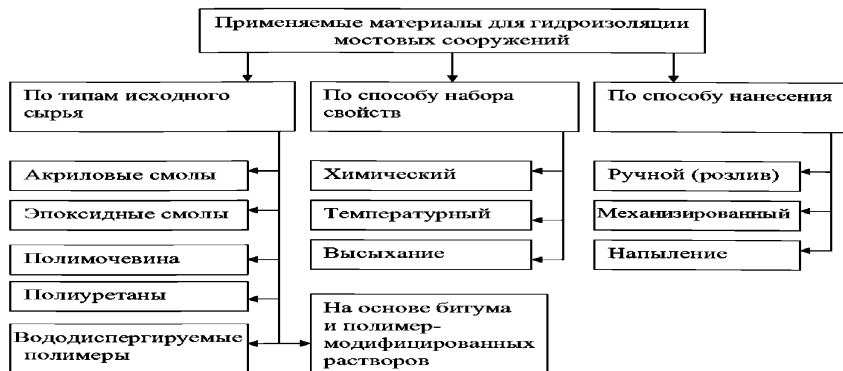 Применяемые материалы для гидроизоляции
мостовых сооружений
По типам исходного
сырья
Акриловые смолы
Эпоксидные смолы
Полимочевина
Полиуретаны
Вододиспергируемые
полимеры
На основе битума
и полимер-
модифицированных
растворов
По способу набора
свойств
Химический
Температурный
Высыхание
По способу нанесения
Ручной (розлив)
Механизированный
Напыление